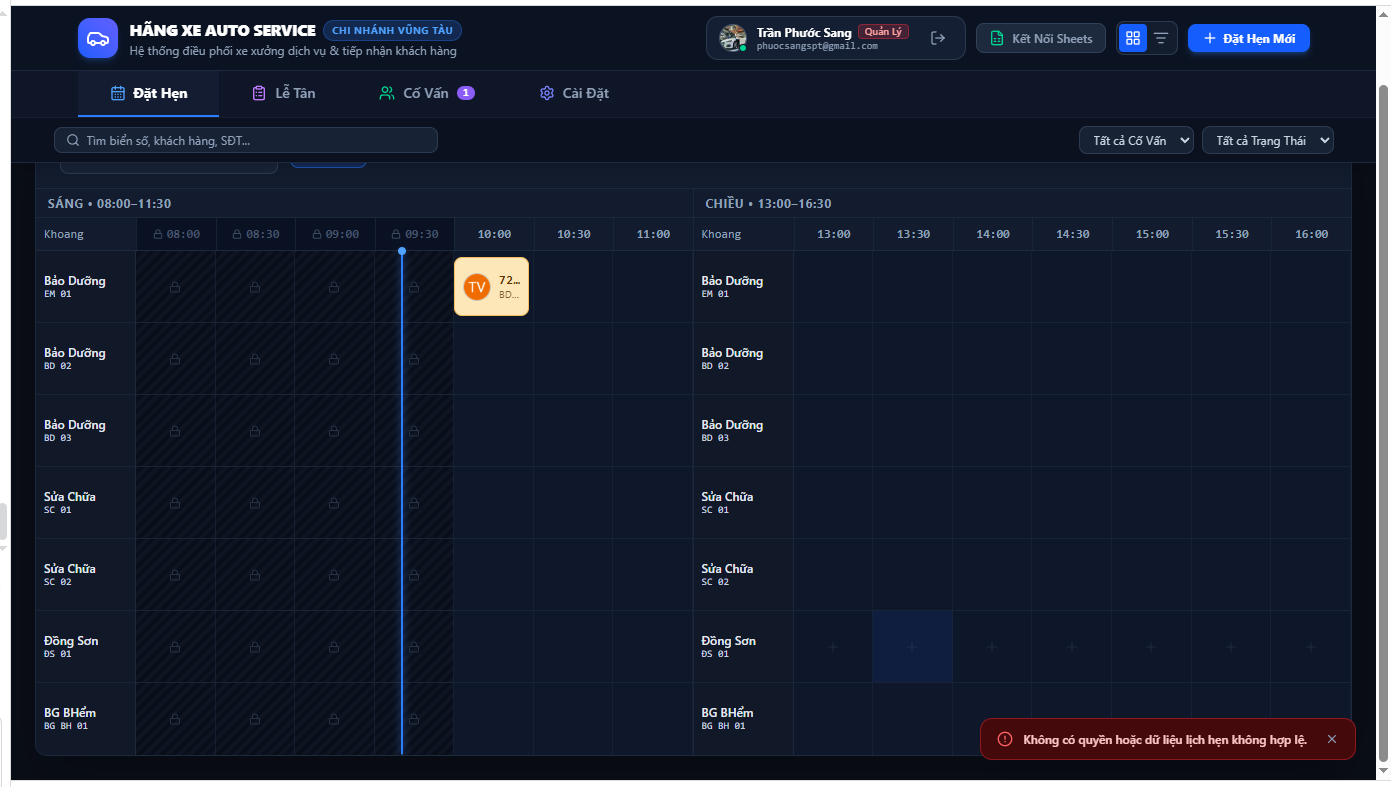 HÃNG XE AUTO SERVICE
CHI NHÁNH VŨNG TÀU
Hệ thống điều phối xe xưởng dịch vụ & tiếp nhận khách hàng
Trần Phước Sang Quản Lý
phuocsangspt@gmail.com
Kết Nối Sheets
Đặt Hẹn Mới
Đặt Hẹn Lễ Tân Cố Vấn 1 Cài Đặt
Tìm biển số, khách hàng, SĐT...
Tất cả Cố Vấn Tất cả Trạng Thái
SÁNG • 08:00–11:30 CHIỀU • 13:00–16:30
Khoang 08:00 08:30 09:00 09:30 10:00 10:30 11:00 Khoang 13:00 13:30 14:00 14:30 15:00 15:30 16:00
Bảo Dưỡng TV 72... Bảo Dưỡng
EM 01 BD... EM 01
Bảo Dưỡng Bảo Dưỡng
BD 02 BD 02
Bảo Dưỡng Bảo Dưỡng
BD 03 BD 03
Sửa Chữa Sửa Chữa
SC 01 SC 01
Sửa Chữa Sửa Chữa
SC 02 SC 02
Đồng Sơn Đồng Sơn
ĐS 01 ĐS 01
BG BHểm BG BHểm
BG BH 01 BG BH 01
Không có quyền hoặc dữ liệu lịch hẹn không hợp lệ.